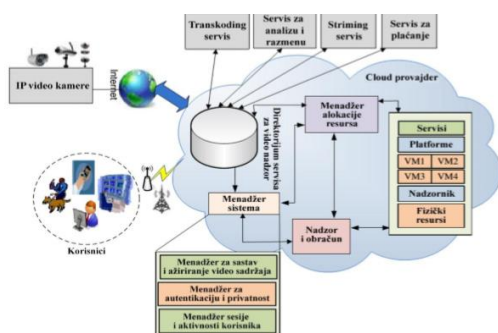 Transkoding
servis
Servis za
analizu i
razmenu
Striming
servis
Servis za
plaćanje
IP video kamere
Internet
Cloud provajder
Direktorijum servisa
za video nadzor
Menadžer
alokacije
resursa
Servisi
Platforme
VM1
VM2
VM3
VM4
Nadzornik
Fizički
resursi
Korisnici
Menadžer
sistema
Nadzor
i obračun
Menadžer za sastav
i ažiriranje video sadržaja
Menadžer za
autentikaciju i privatnost
Menadžer sesije
i aktivnosti korisnika